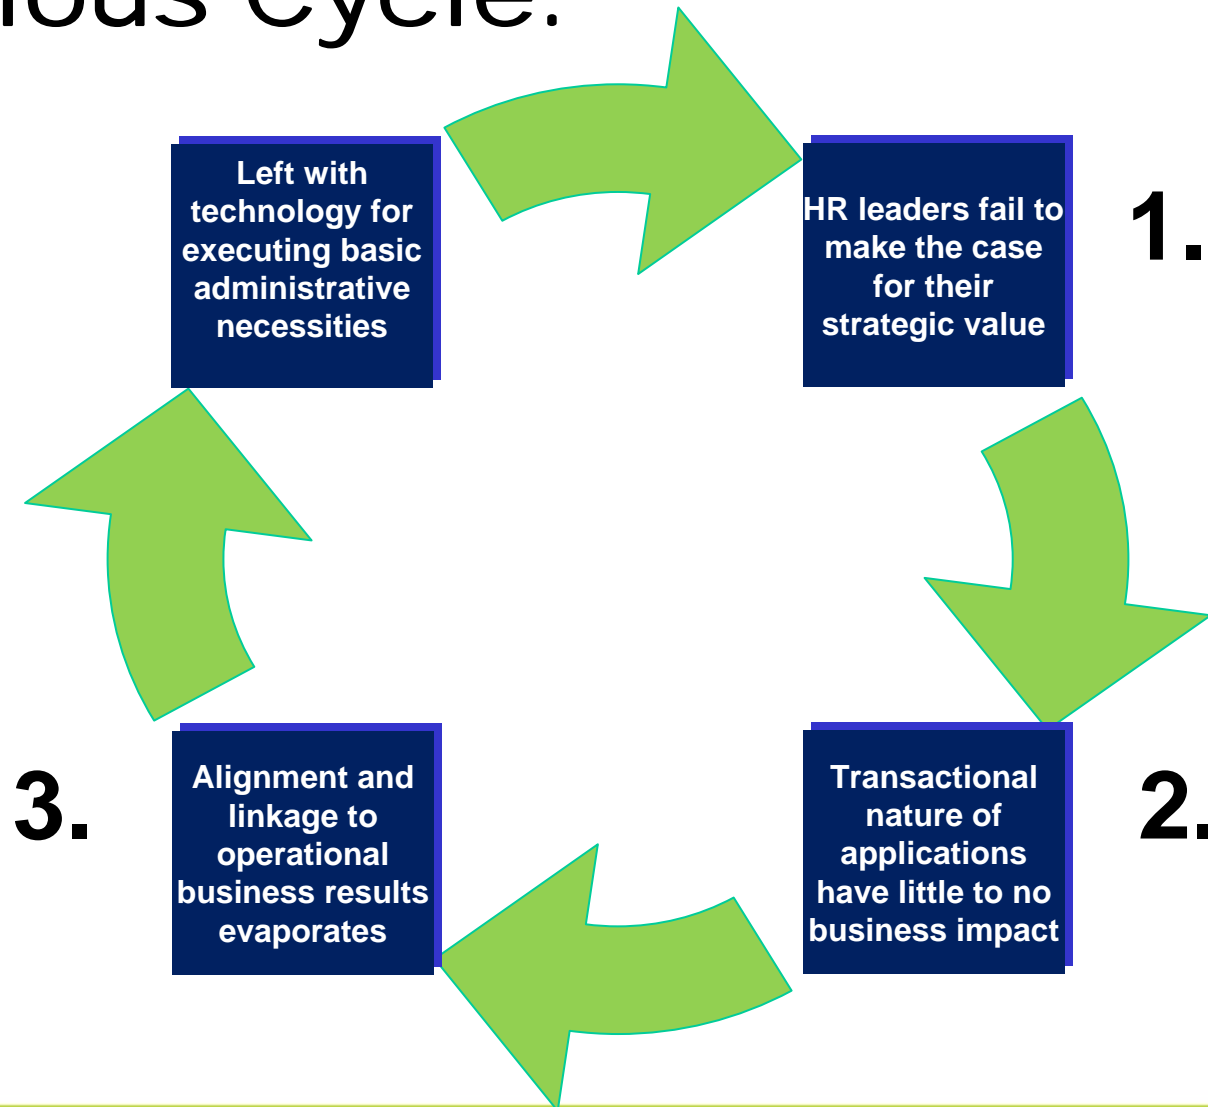 Cycle.
Left with
technology for
executing basic
administrative
necessities
HR leaders fail to
make the case
for their
strategic value
1.
3.
Alignment and
linkage to
operational
business results
evaporates
Transactional
nature of
applications
have little to no
business impact
2.